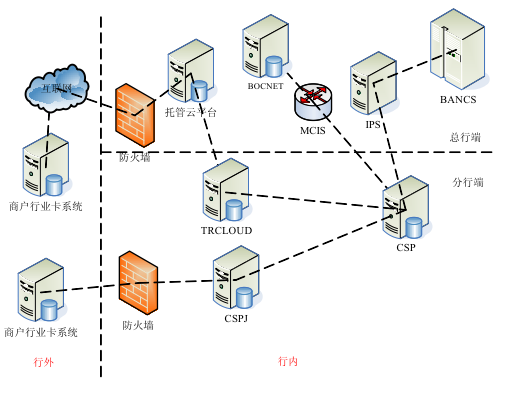 互联网
托管云平台
BOCNET
MCIS
IPS
BANCS
防火墙
总行端
商户行业卡系统
分行端
TRCLOUD
CSP
防火墙
CSPJ
商户行业卡系统
行外
行内